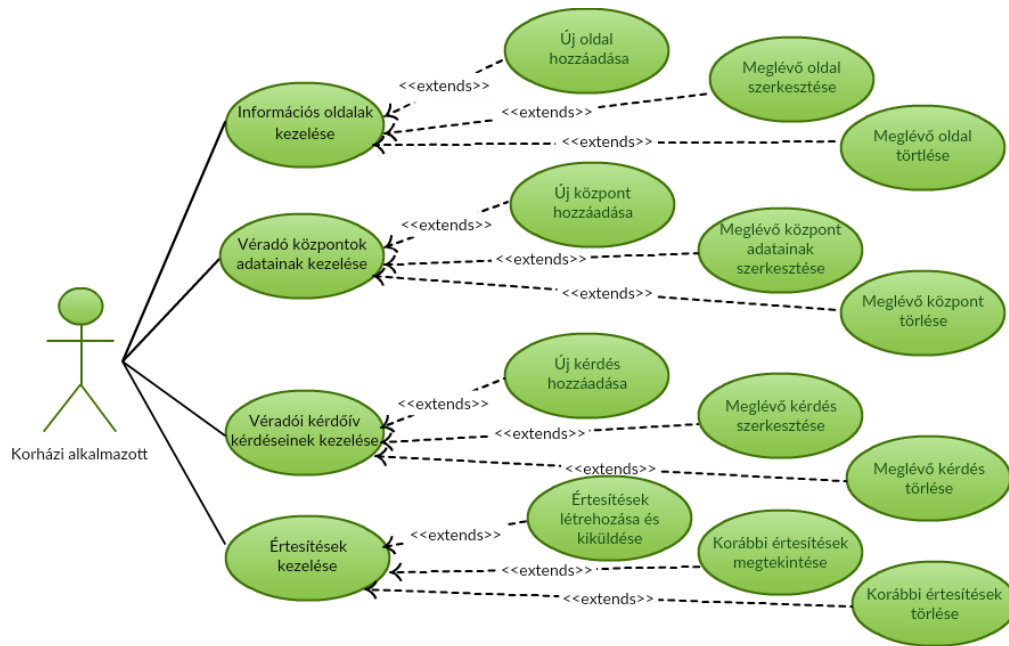 Új oldal
hozzáadása
<<extends>>
Meglévő oldal
szerkesztése
Információs oldalak
kezelése
<<extends>>
<<extends>>
Meglévő oldal
törtlése
Új központ
hozzáadása
<<extends>>
Véradó központok
adatainak kezelése
<<extends>>
Meglévő központ
adatainak
szerkesztése
<<extends>>
Meglévő központ
törlése
Korházi alkalmazott
Új kérdés
hozzáadása
<<extends>>
Véradói kérdőív
kérdéseinek kezelése
<<extends>>
Meglévő kérdés
szerkesztése
<<extends>>
Meglévő kérdés
törlése
Értesítések
létrehozása és
kiküldése
<<extends>>
Értesítések
kezelése
<<extends>>
Korábbi értesítések
megtekintése
<<extends>>
Korábbi értesítések
törlése